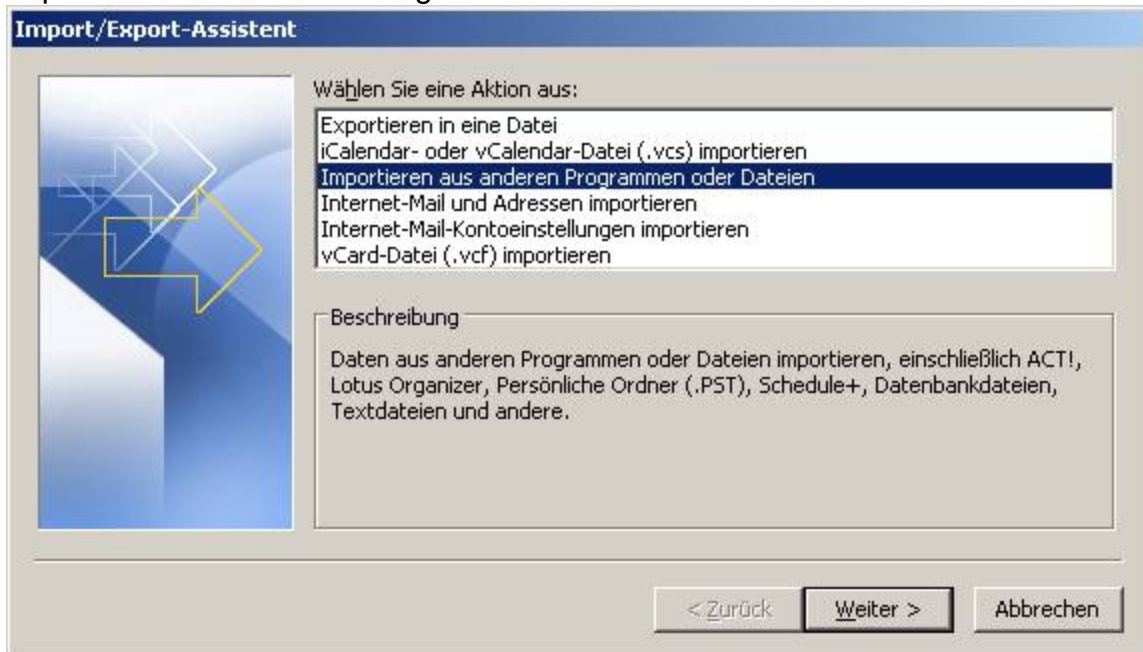 Import/Export-Assistent
Wählen Sie eine Aktion aus:
Exportieren in eine Datei
iCalendar- oder vCalendar-Datei (.vcs) importieren
Importieren aus anderen Programmen oder Dateien
Internet-Mail und Adressen importieren
Internet-Mail-Kontoeinstellungen importieren
vCard-Datei (.vcf) importieren
Beschreibung
Daten aus anderen Programmen oder Dateien importieren, einschließlich ACT!,
Lotus Organizer, Persönliche Ordner (.PST), Schedule+, Datenbankdateien,
Textdateien und andere.
< Zurück Weiter > Abbrechen